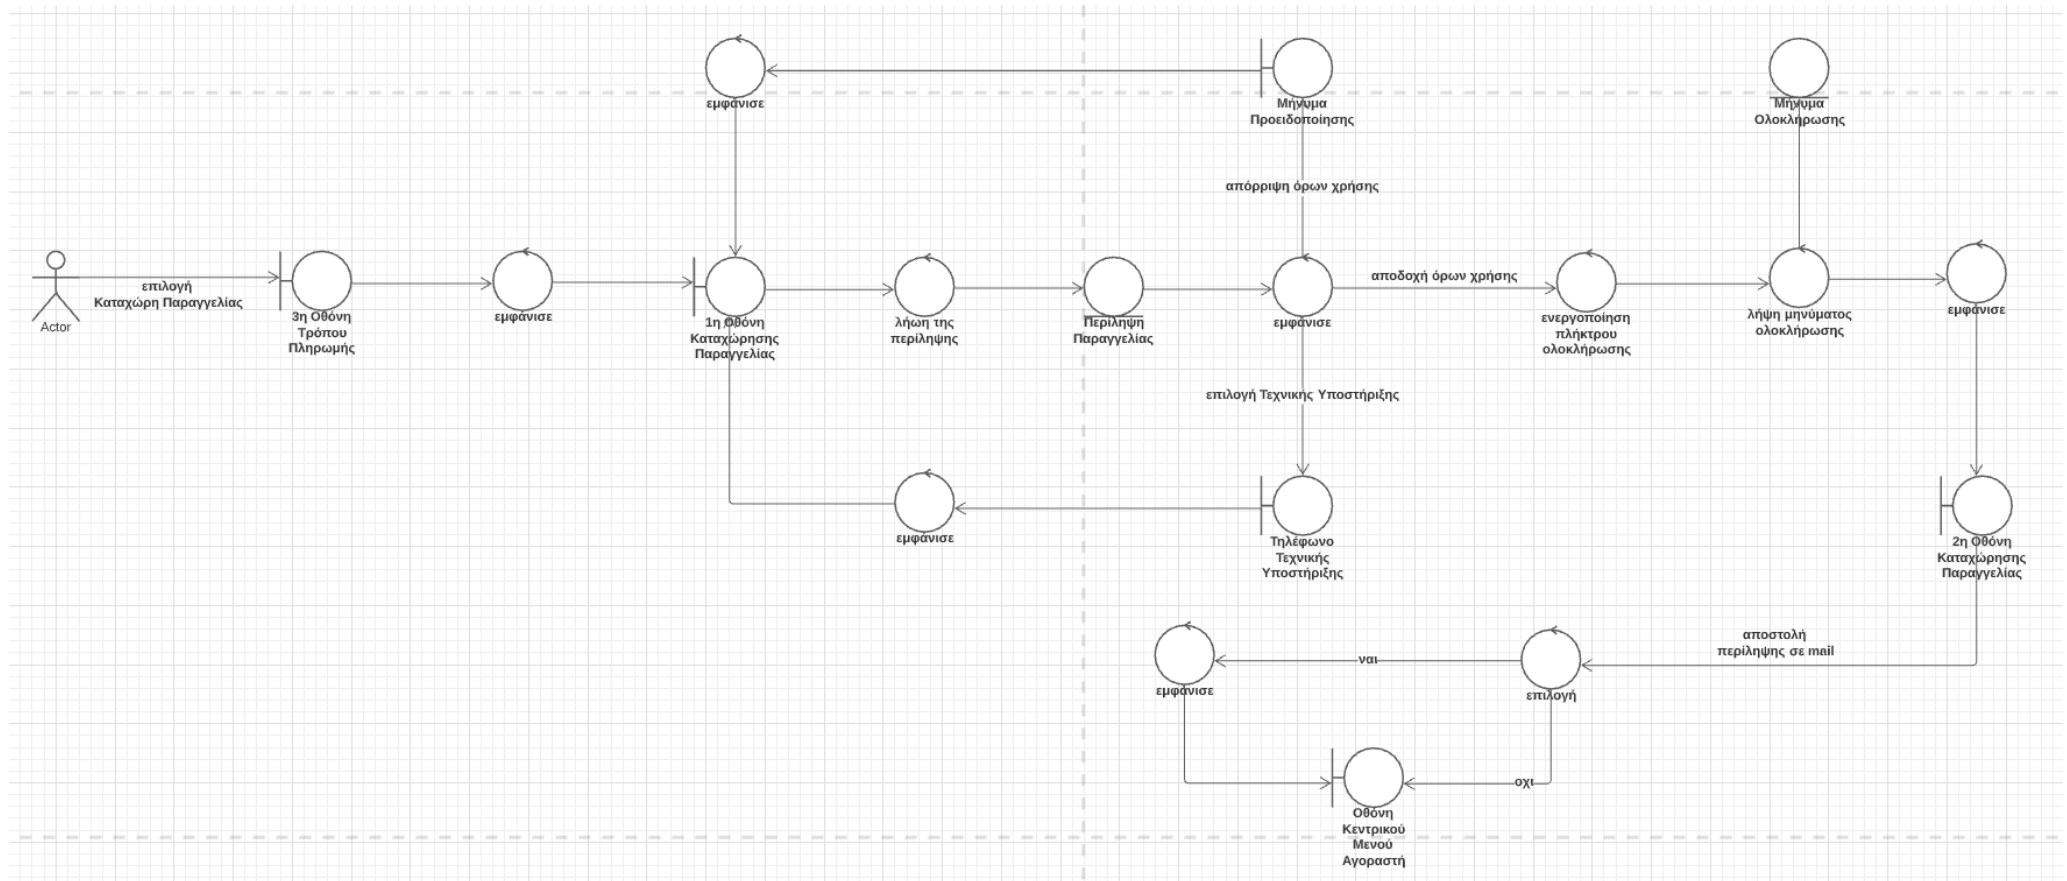 εμφάνισε
Μήνυμα
Προειδοποίησης
Μήνυμα
Ολοκλήρωσης
απόρριψη όρων χρήσης
επιλογή
Καταχώρη Παραγγελίας
Actor
3η Οθόνη
Τρόπου
Πληρωμής
εμφάνισε
1η Οθόνη
Καταχώρησης
Παραγγελίας
λήωη της
περίληψης
Περίληψη
Παραγγελίας
εμφάνισε
αποδοχή όρων χρήσης
ενεργοποίηση
πλήκτρου
ολοκλήρωσης
λήψη μηνύματος
ολοκλήρωσης
εμφάνισε
επιλογή Τεχνικής Υποστήριξης
εμφάνισε
Τηλέφωνο
Τεχνικής
Υποστήριξης
2η Οθόνη
Καταχώρησης
Παραγγελίας
αποστολή
περίληψης σε mail
ναι
εμφάνισε
επιλογή
οχι
Οθόνη
Κεντρικού
Μενού
Αγοραστή